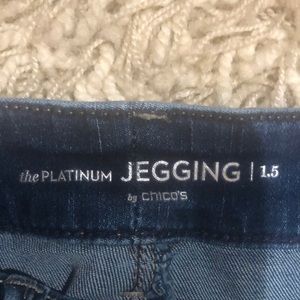 the PLATINUM JEGGING | 1.5
by chico's